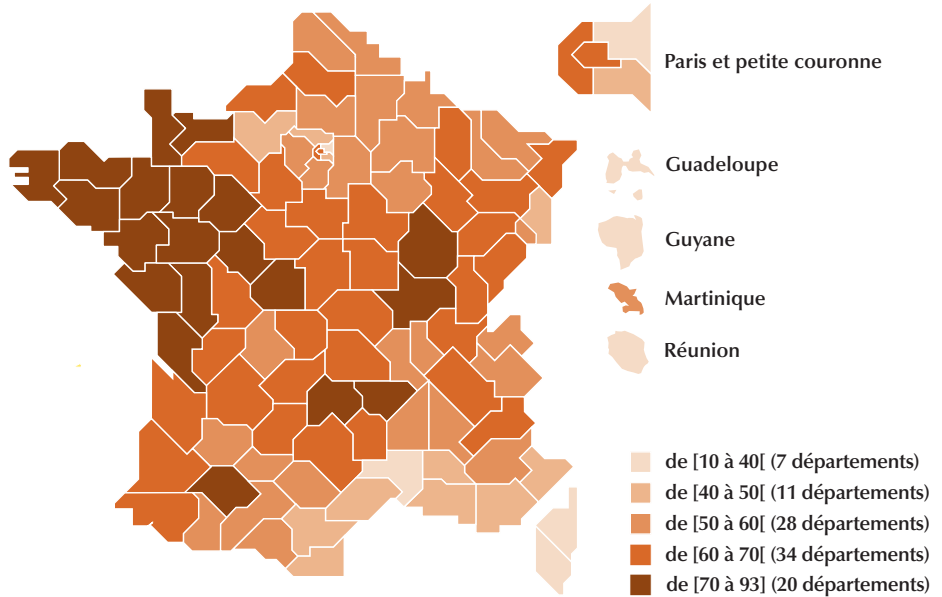 Paris et petite couronne
Guadeloupe
Guyane
Martinique
Réunion
de [10 à 40[ (7 départements)
de [40 à 50[ (11 départements)
de [50 à 60[ (28 départements)
de [60 à 70[ (34 départements)
de [70 à 93] (20 départements)